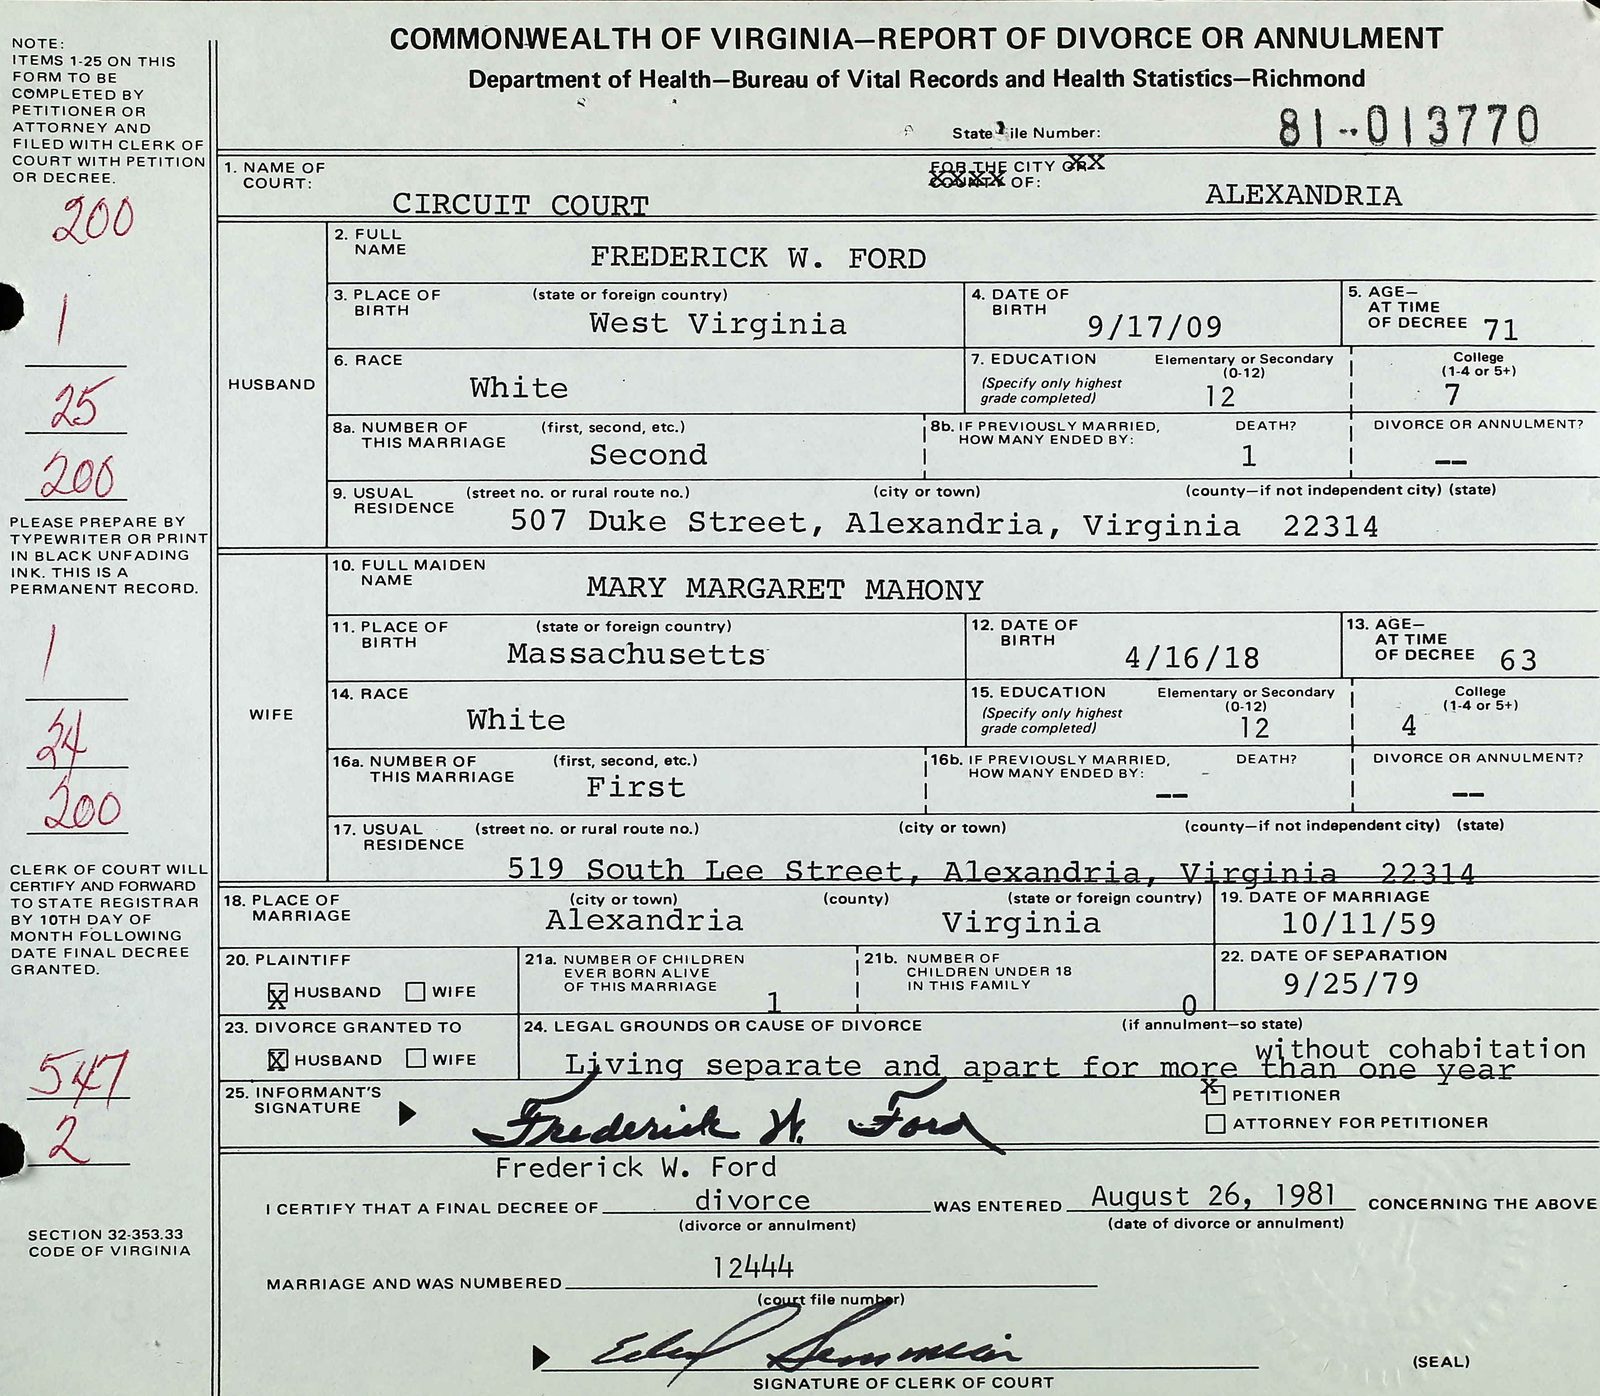 COMMONWEALTH OF VIRGINIA—REPORT OF DIVORCE OR ANNULMENT
Department of Health—Bureau of Vital Records and Health Statistics—Richmond
State File Number: 81--013770
NOTE:
ITEMS 1-25 ON THIS
FORM TO BE
COMPLETED BY
PETITIONER OR
ATTORNEY AND
FILED WITH CLERK OF
COURT WITH PETITION
OR DECREE.
200
1
25
200
PLEASE PREPARE BY
TYPEWRITER OR PRINT
IN BLACK UNFADING
INK. THIS IS A
PERMANENT RECORD.
1
24
200
CLERK OF COURT WILL
CERTIFY AND FORWARD
TO STATE REGISTRAR
BY 10TH DAY OF
MONTH FOLLOWING
DATE FINAL DECREE
GRANTED.
547
2
SECTION 32-353.33
CODE OF VIRGINIA
1. NAME OF COURT: CIRCUIT COURT
FOR THE CITY OR XX
COUNTY OF: ALEXANDRIA
HUSBAND
2. FULL NAME FREDERICK W. FORD
3. PLACE OF BIRTH (state or foreign country) West Virginia
4. DATE OF BIRTH 9/17/09
5. AGE—AT TIME OF DECREE 71
6. RACE White
7. EDUCATION (Specify only highest grade completed) Elementary or Secondary (0-12) 12 College (1-4 or 5+) 7
8a. NUMBER OF THIS MARRIAGE (first, second, etc.) Second
8b. IF PREVIOUSLY MARRIED, HOW MANY ENDED BY: DEATH? 1 DIVORCE OR ANNULMENT? --
9. USUAL RESIDENCE (street no. or rural route no.) (city or town) (county—if not independent city) (state)
507 Duke Street, Alexandria, Virginia 22314
WIFE
10. FULL MAIDEN NAME MARY MARGARET MAHONY
11. PLACE OF BIRTH (state or foreign country) Massachusetts
12. DATE OF BIRTH 4/16/18
13. AGE—AT TIME OF DECREE 63
14. RACE White
15. EDUCATION (Specify only highest grade completed) Elementary or Secondary (0-12) 12 College (1-4 or 5+) 4
16a. NUMBER OF THIS MARRIAGE (first, second, etc.) First
16b. IF PREVIOUSLY MARRIED, HOW MANY ENDED BY: DEATH? -- DIVORCE OR ANNULMENT? --
17. USUAL RESIDENCE (street no. or rural route no.) (city or town) (county—if not independent city) (state)
519 South Lee Street, Alexandria, Virginia 22314
18. PLACE OF MARRIAGE (city or town) (county) (state or foreign country)
Alexandria Virginia
19. DATE OF MARRIAGE 10/11/59
20. PLAINTIFF X HUSBAND WIFE
21a. NUMBER OF CHILDREN EVER BORN ALIVE OF THIS MARRIAGE 1
21b. NUMBER OF CHILDREN UNDER 18 IN THIS FAMILY 0
22. DATE OF SEPARATION 9/25/79
23. DIVORCE GRANTED TO X HUSBAND WIFE
24. LEGAL GROUNDS OR CAUSE OF DIVORCE (if annulment—so state)
without cohabitation
Living separate and apart for more than one year
25. INFORMANT'S SIGNATURE Frederick W. Ford
X PETITIONER
ATTORNEY FOR PETITIONER
Frederick W. Ford
I CERTIFY THAT A FINAL DECREE OF divorce WAS ENTERED August 26, 1981 CONCERNING THE ABOVE
(divorce or annulment) (date of divorce or annulment)
MARRIAGE AND WAS NUMBERED 12444
(court file number)
SIGNATURE OF CLERK OF COURT
(SEAL)